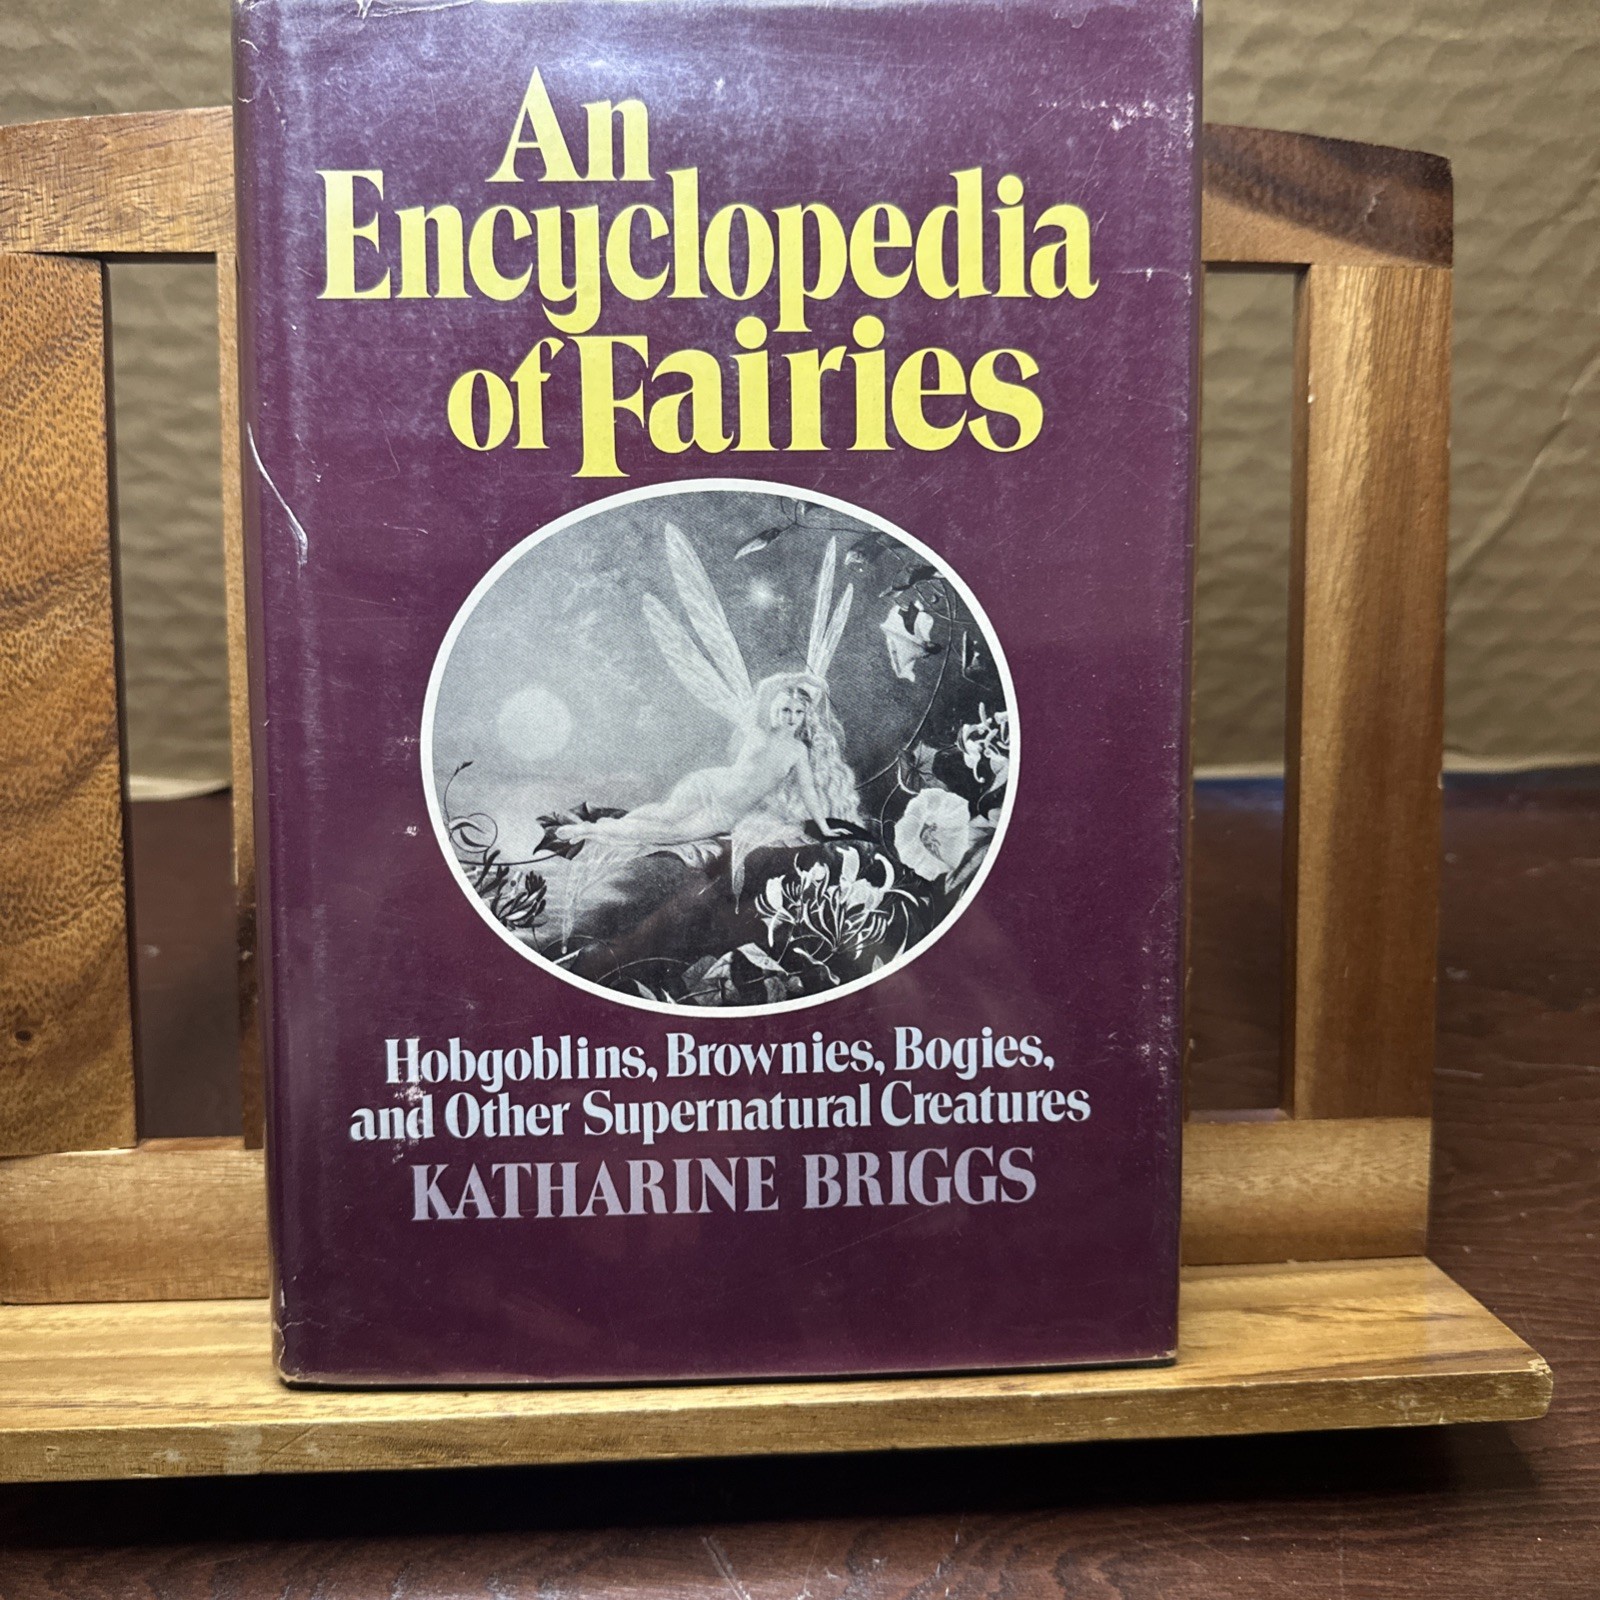 An
Encyclopedia
of Fairies
Hobgoblins, Brownies, Bogies,
and Other Supernatural Creatures
KATHARINE BRIGGS